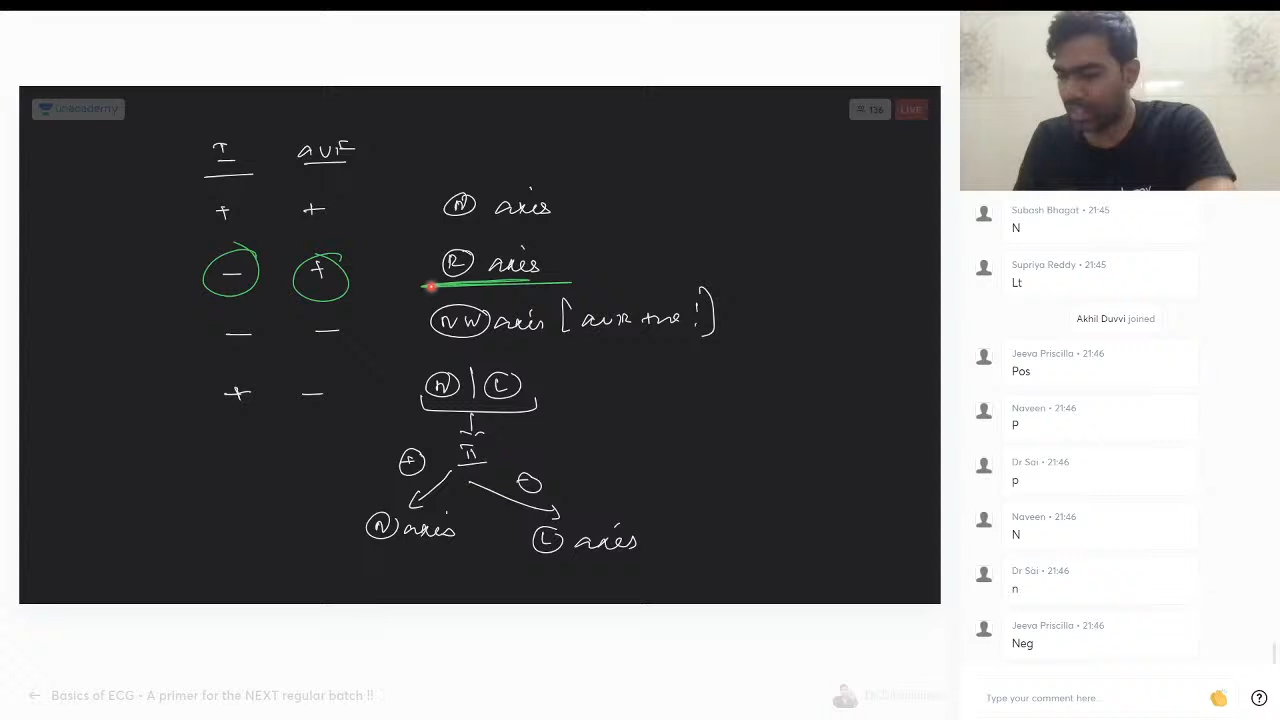 unacademy
136 LIVE
I aVF
+ + N axis
- + R axis
- - NW axis [aVR +ve !]
+ - N | L
II
+ -
N axis
L axis
Subash Bhagat • 21:45
N
Supriya Reddy • 21:45
Lt
Akhil Duvvi joined
Jeeva Priscilla • 21:46
Pos
Naveen • 21:46
P
Dr Sai • 21:46
p
Naveen • 21:46
N
Dr Sai • 21:46
n
Jeeva Priscilla • 21:46
Neg
← Basics of ECG - A primer for the NEXT regular batch !!
Type your comment here...
?